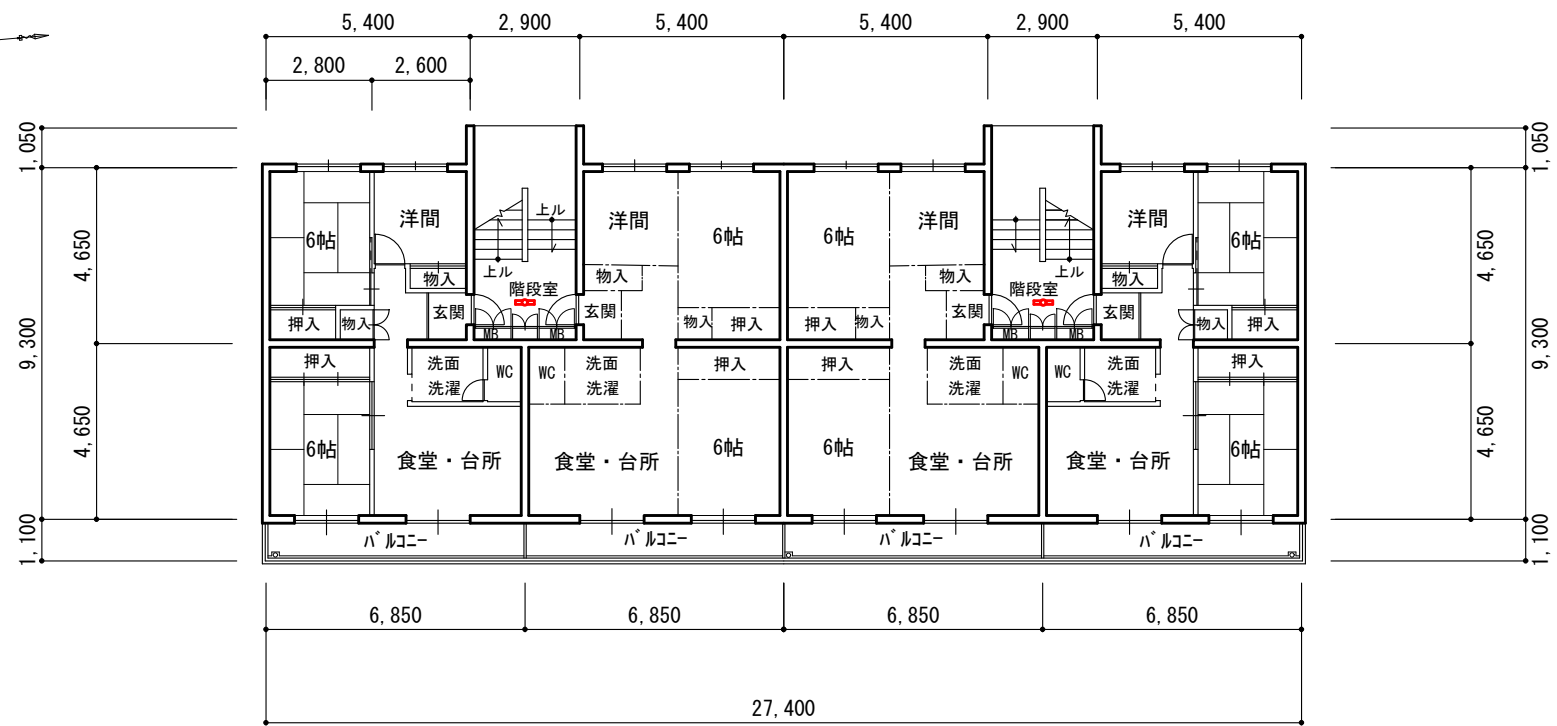 5,400
2,900
5,400
5,400
2,900
5,400
2,800
2,600
1,050
4,650
9,300
4,650
1,100
1,050
4,650
9,300
4,650
1,100
6帖
洋間
上ル
洋間
6帖
6帖
洋間
洋間
6帖
上ル
上ル
物入
階段室
物入
物入
階段室
物入
押入
物入
玄関
玄関
物入
押入
押入
物入
玄関
玄関
物入
押入
MB
MB
MB
MB
押入
洗面
洗濯
WC
WC
洗面
洗濯
押入
押入
洗面
洗濯
WC
WC
洗面
洗濯
押入
6帖
食堂・台所
食堂・台所
6帖
6帖
食堂・台所
食堂・台所
6帖
バルコニー
バルコニー
バルコニー
バルコニー
6,850
6,850
6,850
6,850
27,400